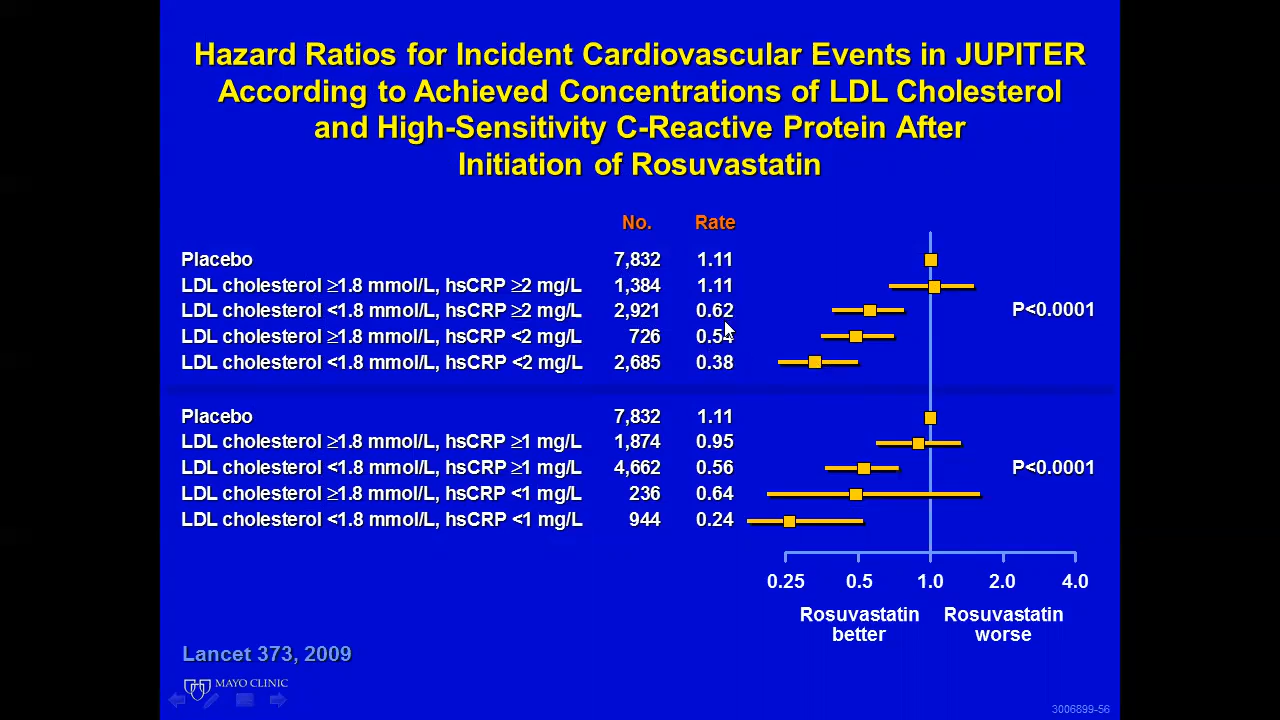 Hazard Ratios for Incident Cardiovascular Events in JUPITER
According to Achieved Concentrations of LDL Cholesterol
and High-Sensitivity C-Reactive Protein After
Initiation of Rosuvastatin
No. Rate
Placebo 7,832 1.11
LDL cholesterol ≥1.8 mmol/L, hsCRP ≥2 mg/L 1,384 1.11
LDL cholesterol <1.8 mmol/L, hsCRP ≥2 mg/L 2,921 0.62 P<0.0001
LDL cholesterol ≥1.8 mmol/L, hsCRP <2 mg/L 726 0.54
LDL cholesterol <1.8 mmol/L, hsCRP <2 mg/L 2,685 0.38
Placebo 7,832 1.11
LDL cholesterol ≥1.8 mmol/L, hsCRP ≥1 mg/L 1,874 0.95
LDL cholesterol <1.8 mmol/L, hsCRP ≥1 mg/L 4,662 0.56 P<0.0001
LDL cholesterol ≥1.8 mmol/L, hsCRP <1 mg/L 236 0.64
LDL cholesterol <1.8 mmol/L, hsCRP <1 mg/L 944 0.24
0.25 0.5 1.0 2.0 4.0
Rosuvastatin better
Rosuvastatin worse
Lancet 373, 2009
MAYO CLINIC
3006899-56